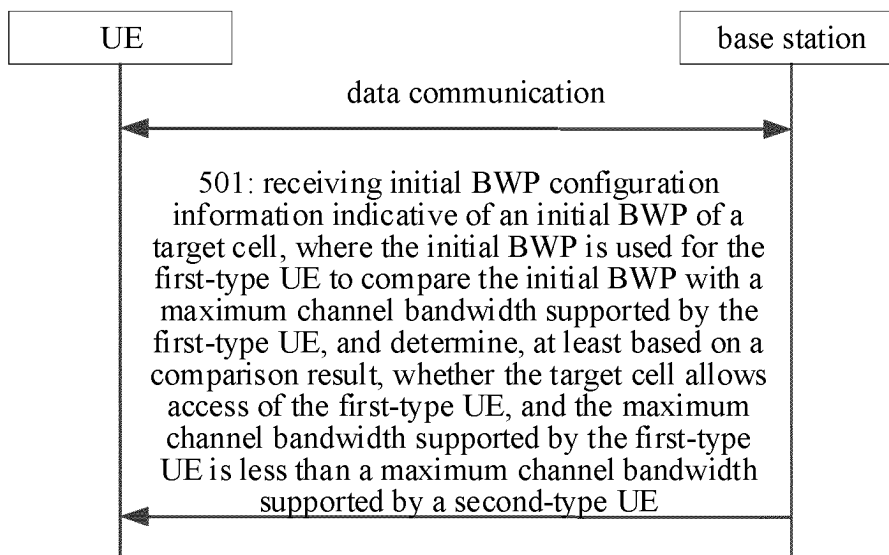 UE
base station
data communication
501: receiving initial BWP configuration
information indicative of an initial BWP of a
target cell, where the initial BWP is used for the
first-type UE to compare the initial BWP with a
maximum channel bandwidth supported by the
first-type UE, and determine, at least based on a
comparison result, whether the target cell allows
access of the first-type UE, and the maximum
channel bandwidth supported by the first-type
UE is less than a maximum channel bandwidth
supported by a second-type UE